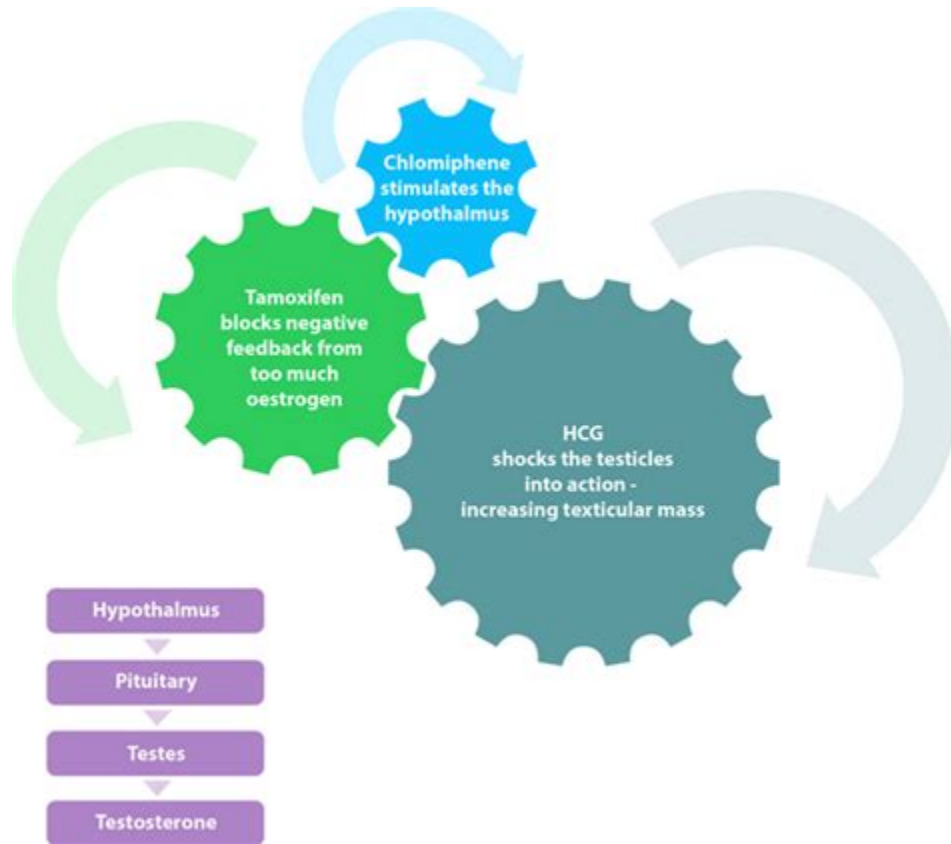 Chlomiphene
stimulates the
hypothalmus
Tamoxifen
blocks negative
feedback from
too much
oestrogen
HCG
shocks the testicles
into action -
increasing texticular mass
Hypothalmus
Pituitary
Testes
Testosterone